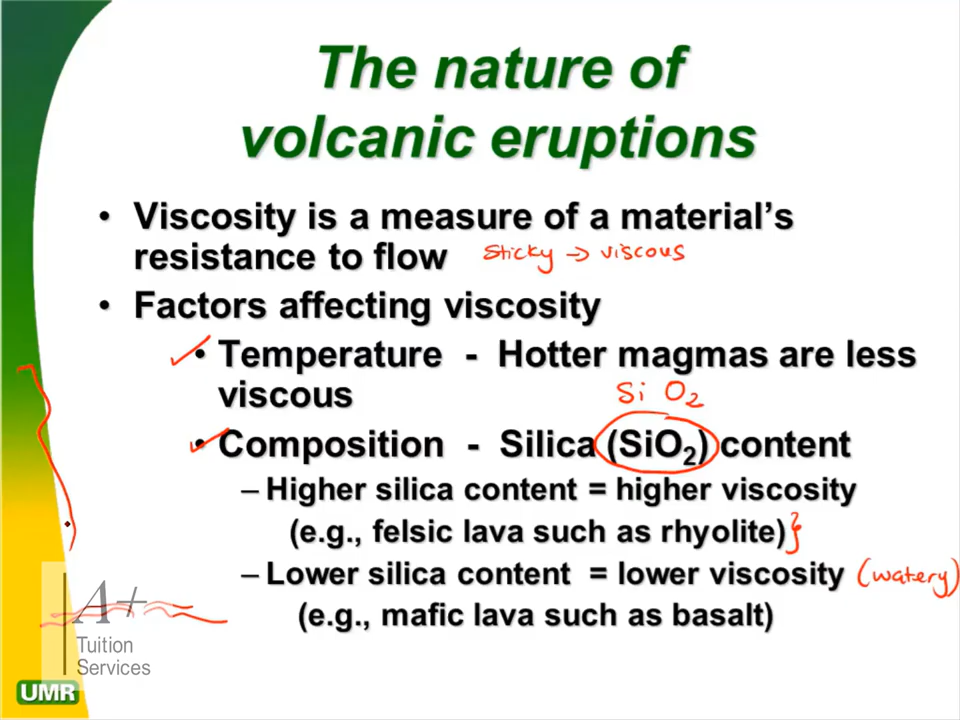 The nature of
volcanic eruptions
• Viscosity is a measure of a material's
resistance to flow sticky → viscous
• Factors affecting viscosity
• Temperature - Hotter magmas are less
viscous
Si O2
• Composition - Silica (SiO2) content
– Higher silica content = higher viscosity
(e.g., felsic lava such as rhyolite)}
– Lower silica content = lower viscosity (watery)
(e.g., mafic lava such as basalt)
A+
Tuition
Services
UMR